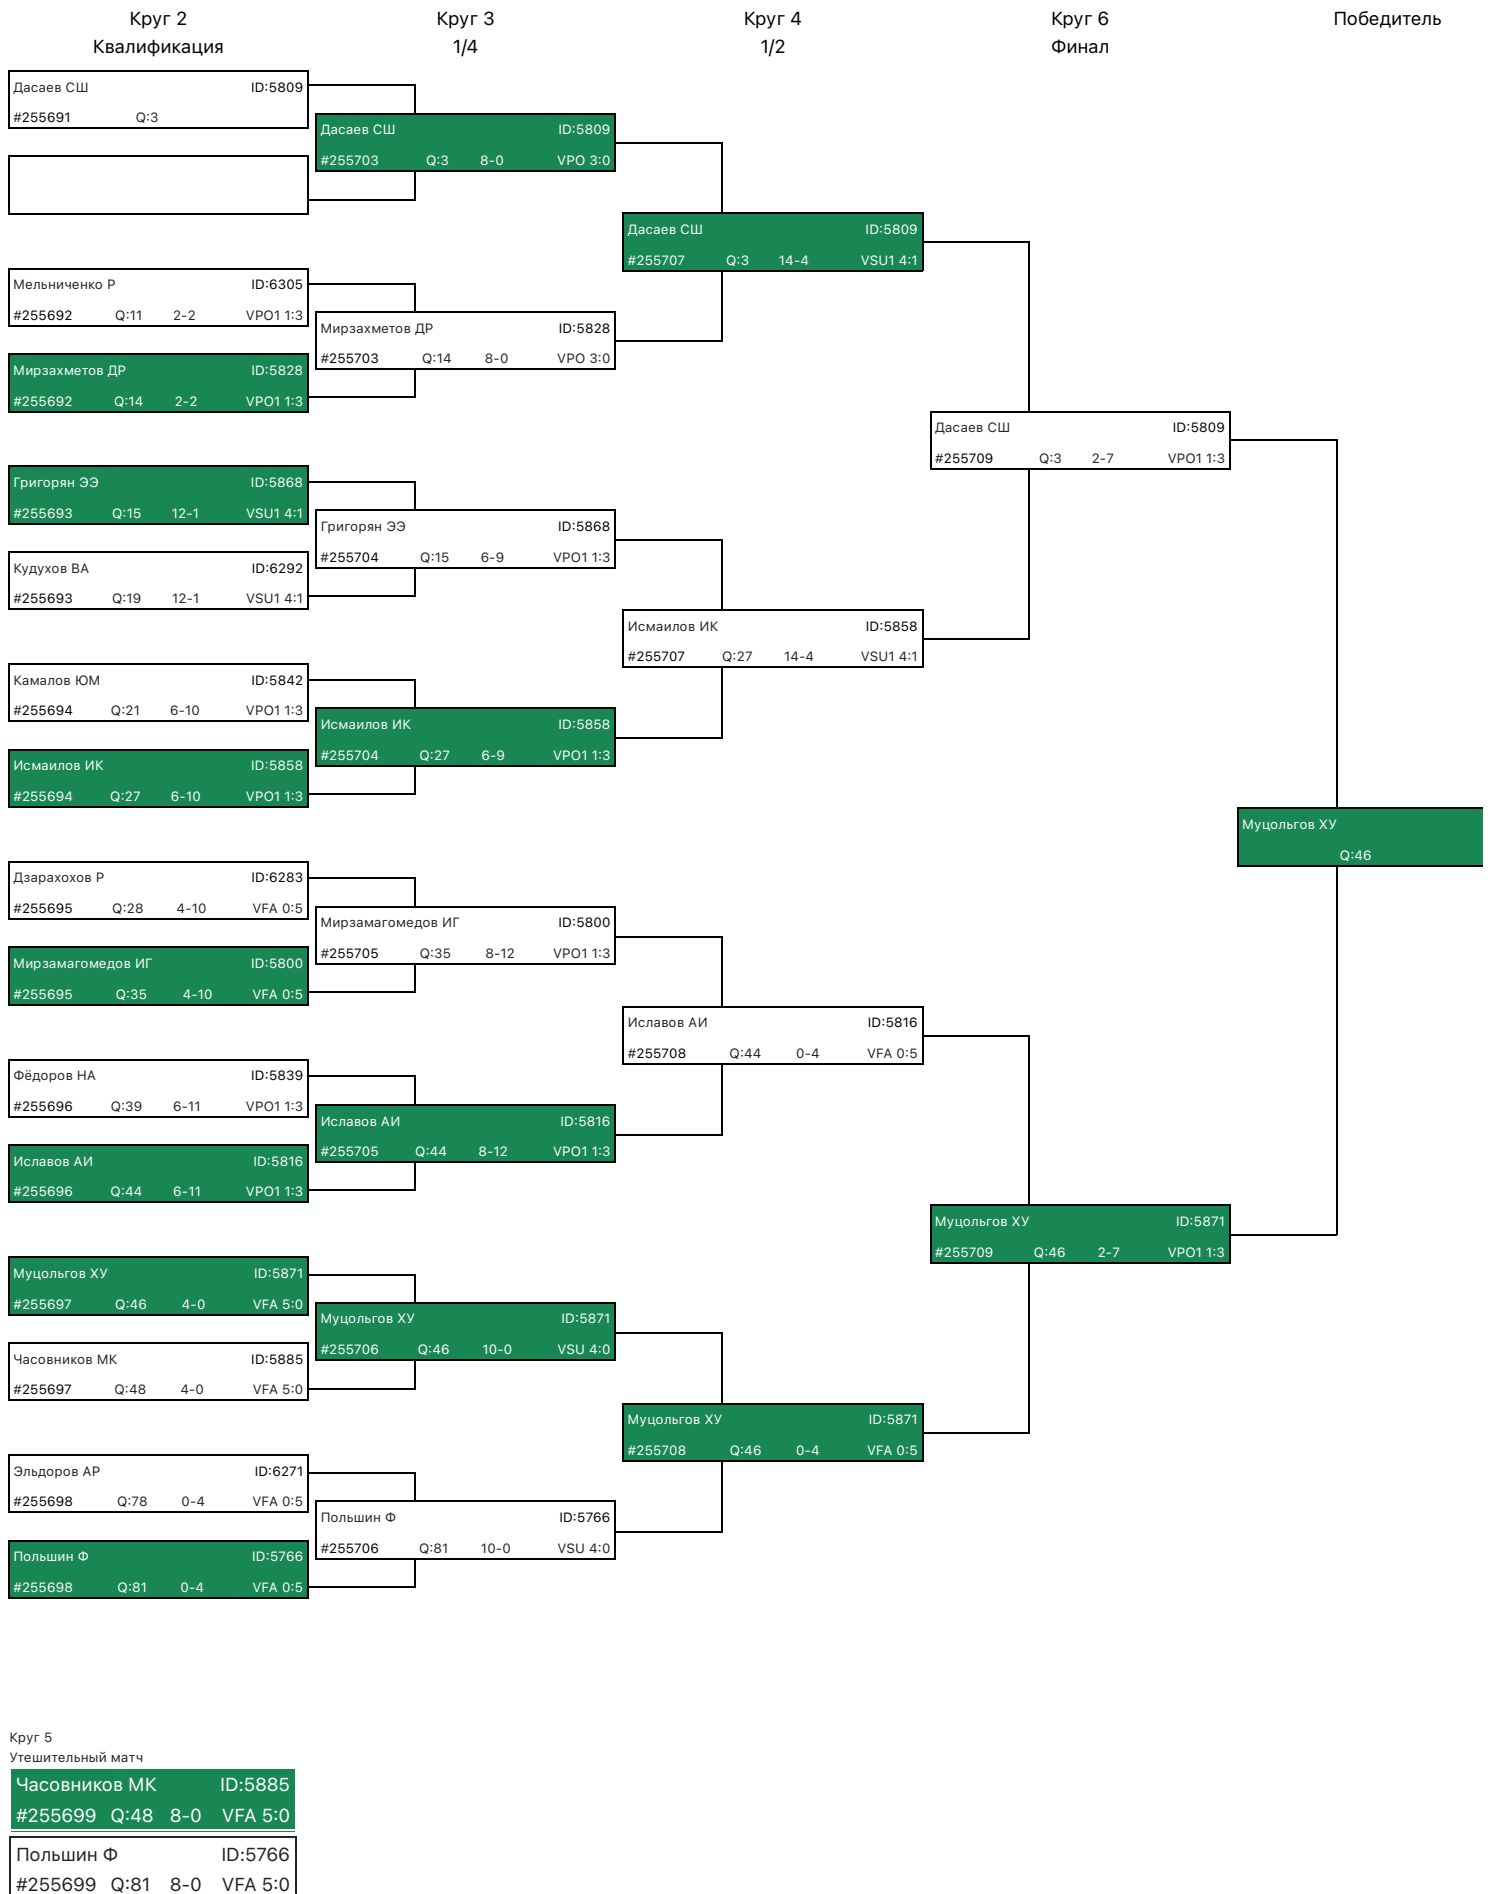 Круг 2
Квалификация
Круг 3
1/4
Круг 4
1/2
Круг 6
Финал
Победитель
Дасаев СШ ID:5809
#255691 Q:3
Мельниченко Р ID:6305
#255692 Q:11 2-2 VPO1 1:3
Мирзахметов ДР ID:5828
#255692 Q:14 2-2 VPO1 1:3
Григорян ЭЭ ID:5868
#255693 Q:15 12-1 VSU1 4:1
Кудухов ВА ID:6292
#255693 Q:19 12-1 VSU1 4:1
Камалов ЮМ ID:5842
#255694 Q:21 6-10 VPO1 1:3
Исмаилов ИК ID:5858
#255694 Q:27 6-10 VPO1 1:3
Дзарахохов Р ID:6283
#255695 Q:28 4-10 VFA 0:5
Мирзамагомедов ИГ ID:5800
#255695 Q:35 4-10 VFA 0:5
Фёдоров НА ID:5839
#255696 Q:39 6-11 VPO1 1:3
Иславов АИ ID:5816
#255696 Q:44 6-11 VPO1 1:3
Муцольгов ХУ ID:5871
#255697 Q:46 4-0 VFA 5:0
Часовников МК ID:5885
#255697 Q:48 4-0 VFA 5:0
Эльдоров АР ID:6271
#255698 Q:78 0-4 VFA 0:5
Польшин Ф ID:5766
#255698 Q:81 0-4 VFA 0:5
Дасаев СШ ID:5809
#255703 Q:3 8-0 VPO 3:0
Мирзахметов ДР ID:5828
#255703 Q:14 8-0 VPO 3:0
Григорян ЭЭ ID:5868
#255704 Q:15 6-9 VPO1 1:3
Исмаилов ИК ID:5858
#255704 Q:27 6-9 VPO1 1:3
Мирзамагомедов ИГ ID:5800
#255705 Q:35 8-12 VPO1 1:3
Иславов АИ ID:5816
#255705 Q:44 8-12 VPO1 1:3
Муцольгов ХУ ID:5871
#255706 Q:46 10-0 VSU 4:0
Польшин Ф ID:5766
#255706 Q:81 10-0 VSU 4:0
Дасаев СШ ID:5809
#255707 Q:3 14-4 VSU1 4:1
Исмаилов ИК ID:5858
#255707 Q:27 14-4 VSU1 4:1
Иславов АИ ID:5816
#255708 Q:44 0-4 VFA 0:5
Муцольгов ХУ ID:5871
#255708 Q:46 0-4 VFA 0:5
Дасаев СШ ID:5809
#255709 Q:3 2-7 VPO1 1:3
Муцольгов ХУ ID:5871
#255709 Q:46 2-7 VPO1 1:3
Муцольгов ХУ
Q:46
Круг 5
Утешительный матч
Часовников МК ID:5885
#255699 Q:48 8-0 VFA 5:0
Польшин Ф ID:5766
#255699 Q:81 8-0 VFA 5:0